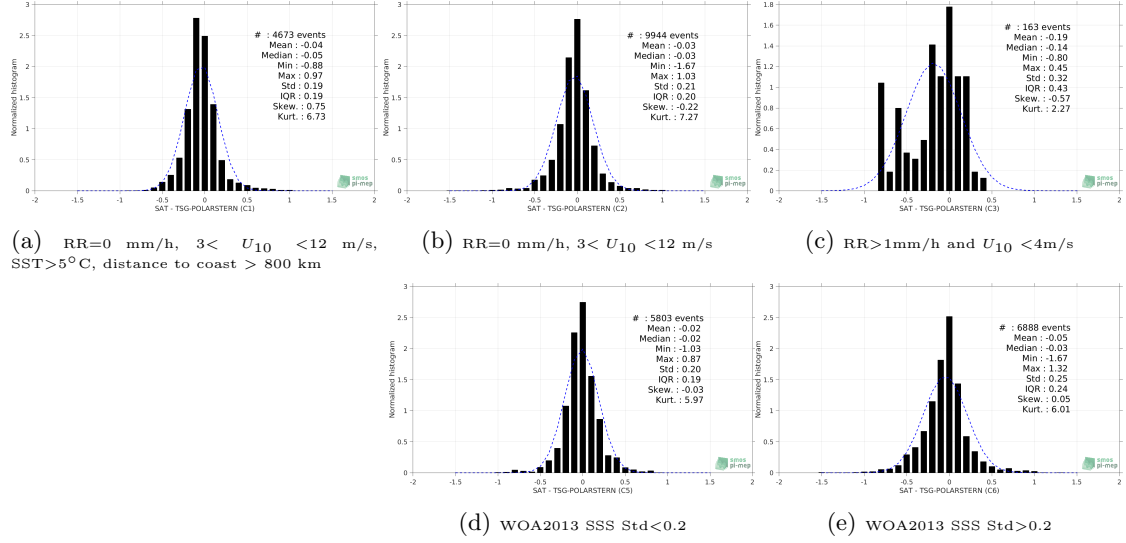 # : 4673 events
Mean : -0.04
Median : -0.05
Min : -0.88
Max : 0.97
Std : 0.19
IQR : 0.19
Skew. : 0.75
Kurt. : 6.73
Normalized histogram
3
2.5
2
1.5
1
0.5
0
-2 -1.5 -1 -0.5 0 0.5 1 1.5 2
SAT - TSG-POLARSTERN (C1)
smos
pi-mep
(a) RR=0 mm/h, 3< U10 <12 m/s,
SST>5°C, distance to coast > 800 km
# : 9944 events
Mean : -0.03
Median : -0.03
Min : -1.67
Max : 1.03
Std : 0.21
IQR : 0.20
Skew. : -0.22
Kurt. : 7.27
Normalized histogram
3
2.5
2
1.5
1
0.5
0
-2 -1.5 -1 -0.5 0 0.5 1 1.5 2
SAT - TSG-POLARSTERN (C2)
smos
pi-mep
(b) RR=0 mm/h, 3< U10 <12 m/s
# : 163 events
Mean : -0.19
Median : -0.14
Min : -0.80
Max : 0.45
Std : 0.32
IQR : 0.43
Skew. : -0.57
Kurt. : 2.27
Normalized histogram
1.8
1.6
1.4
1.2
1
0.8
0.6
0.4
0.2
0
-2 -1.5 -1 -0.5 0 0.5 1 1.5 2
SAT - TSG-POLARSTERN (C3)
smos
pi-mep
(c) RR>1mm/h and U10 <4m/s
# : 5803 events
Mean : -0.02
Median : -0.02
Min : -1.03
Max : 0.87
Std : 0.20
IQR : 0.19
Skew. : -0.03
Kurt. : 5.97
Normalized histogram
3
2.5
2
1.5
1
0.5
0
-2 -1.5 -1 -0.5 0 0.5 1 1.5 2
SAT - TSG-POLARSTERN (C5)
smos
pi-mep
(d) WOA2013 SSS Std<0.2
# : 6888 events
Mean : -0.05
Median : -0.03
Min : -1.67
Max : 1.32
Std : 0.25
IQR : 0.24
Skew. : 0.05
Kurt. : 6.01
Normalized histogram
3
2.5
2
1.5
1
0.5
0
-2 -1.5 -1 -0.5 0 0.5 1 1.5 2
SAT - TSG-POLARSTERN (C6)
smos
pi-mep
(e) WOA2013 SSS Std>0.2